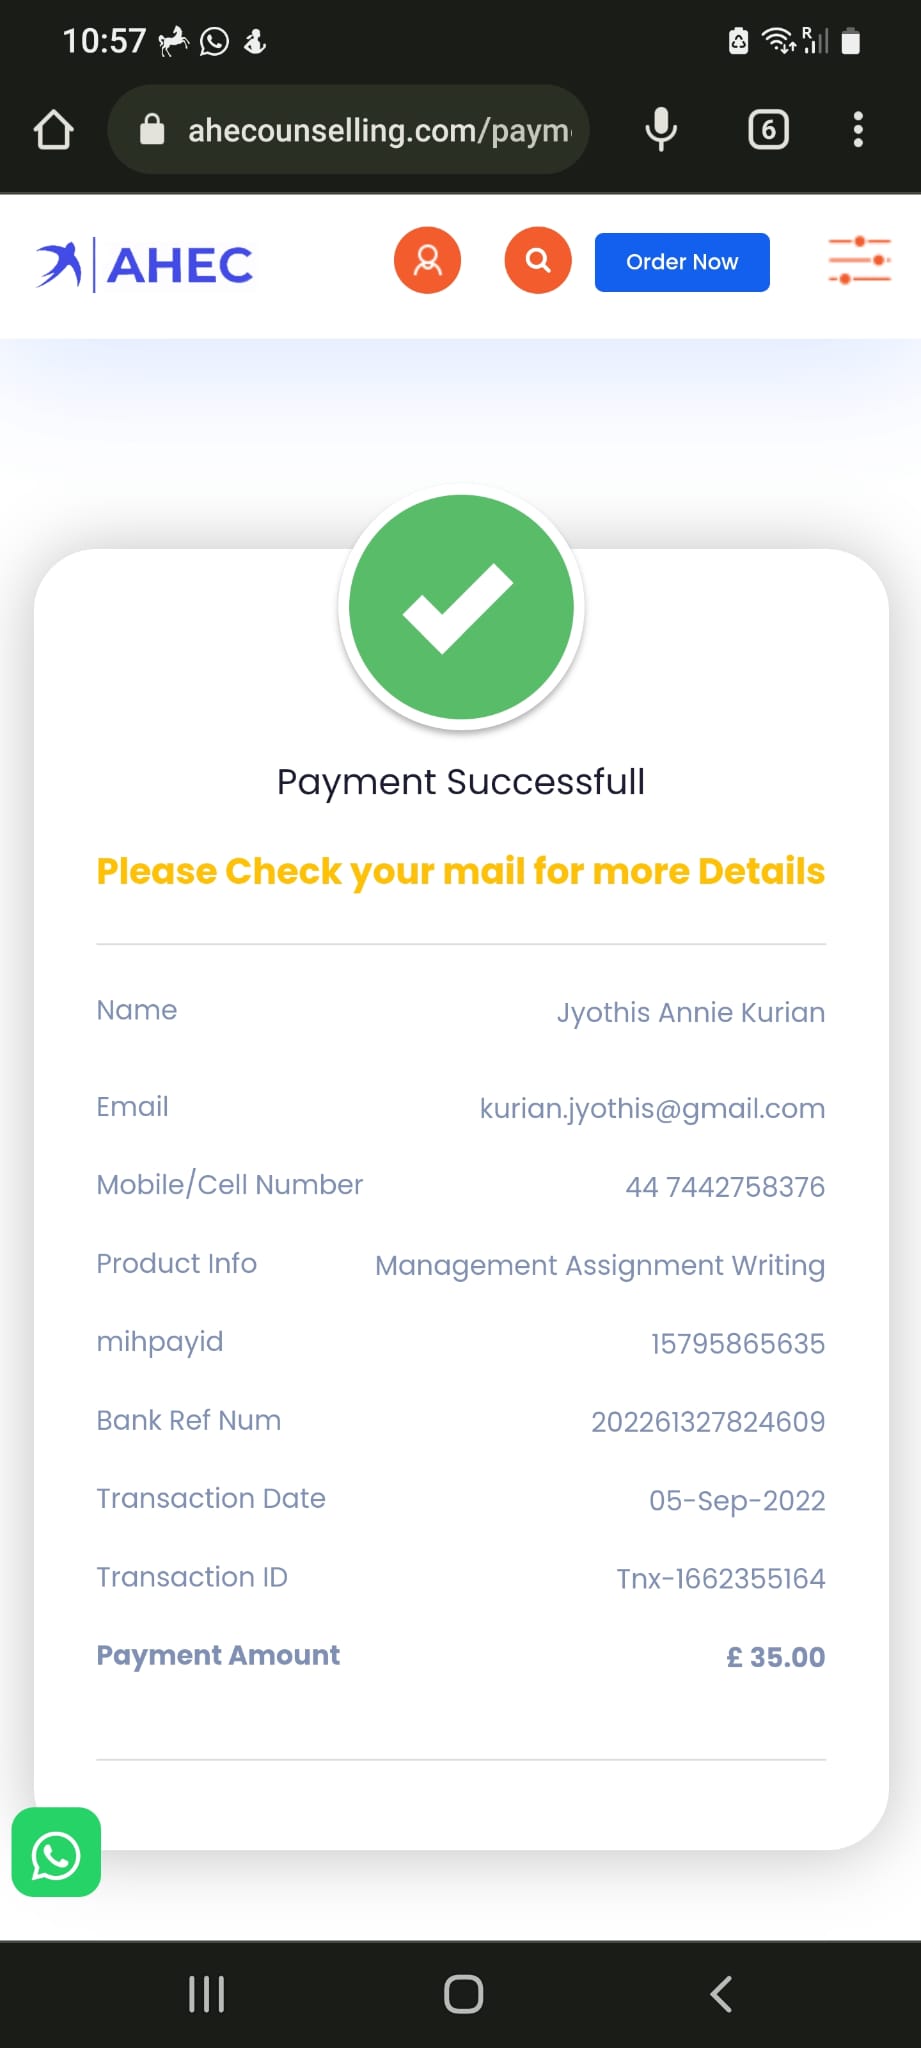 10:57
R
ahecounselling.com/paym
6
AHEC
Order Now
Payment Successfull
Please Check your mail for more Details
Name Jyothis Annie Kurian
Email kurian.jyothis@gmail.com
Mobile/Cell Number 44 7442758376
Product Info Management Assignment Writing
mihpayid 15795865635
Bank Ref Num 202261327824609
Transaction Date 05-Sep-2022
Transaction ID Tnx-1662355164
Payment Amount £ 35.00